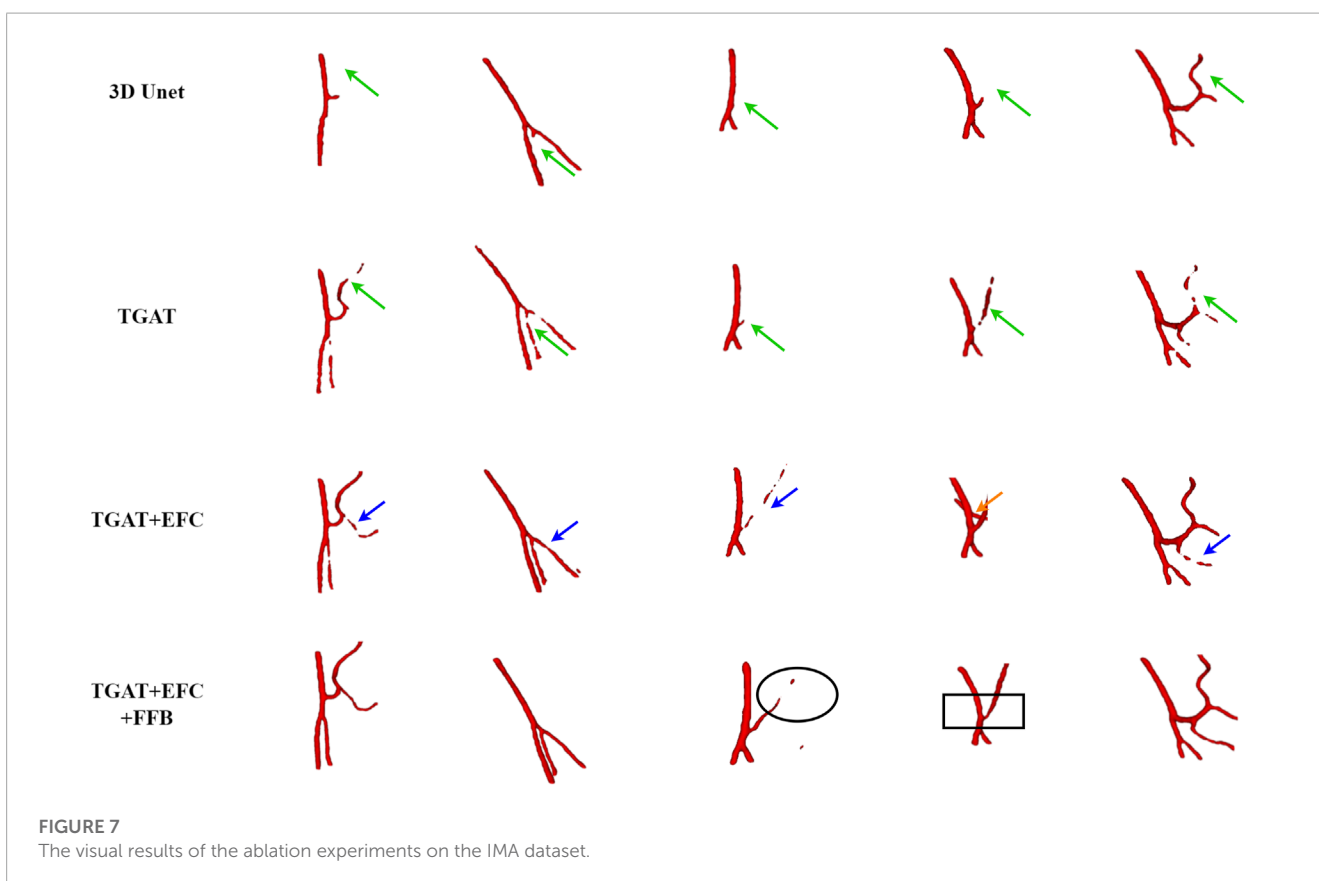 3D Unet
TGAT
TGAT+EFC
TGAT+EFC
+FFB
FIGURE 7
The visual results of the ablation experiments on the IMA dataset.